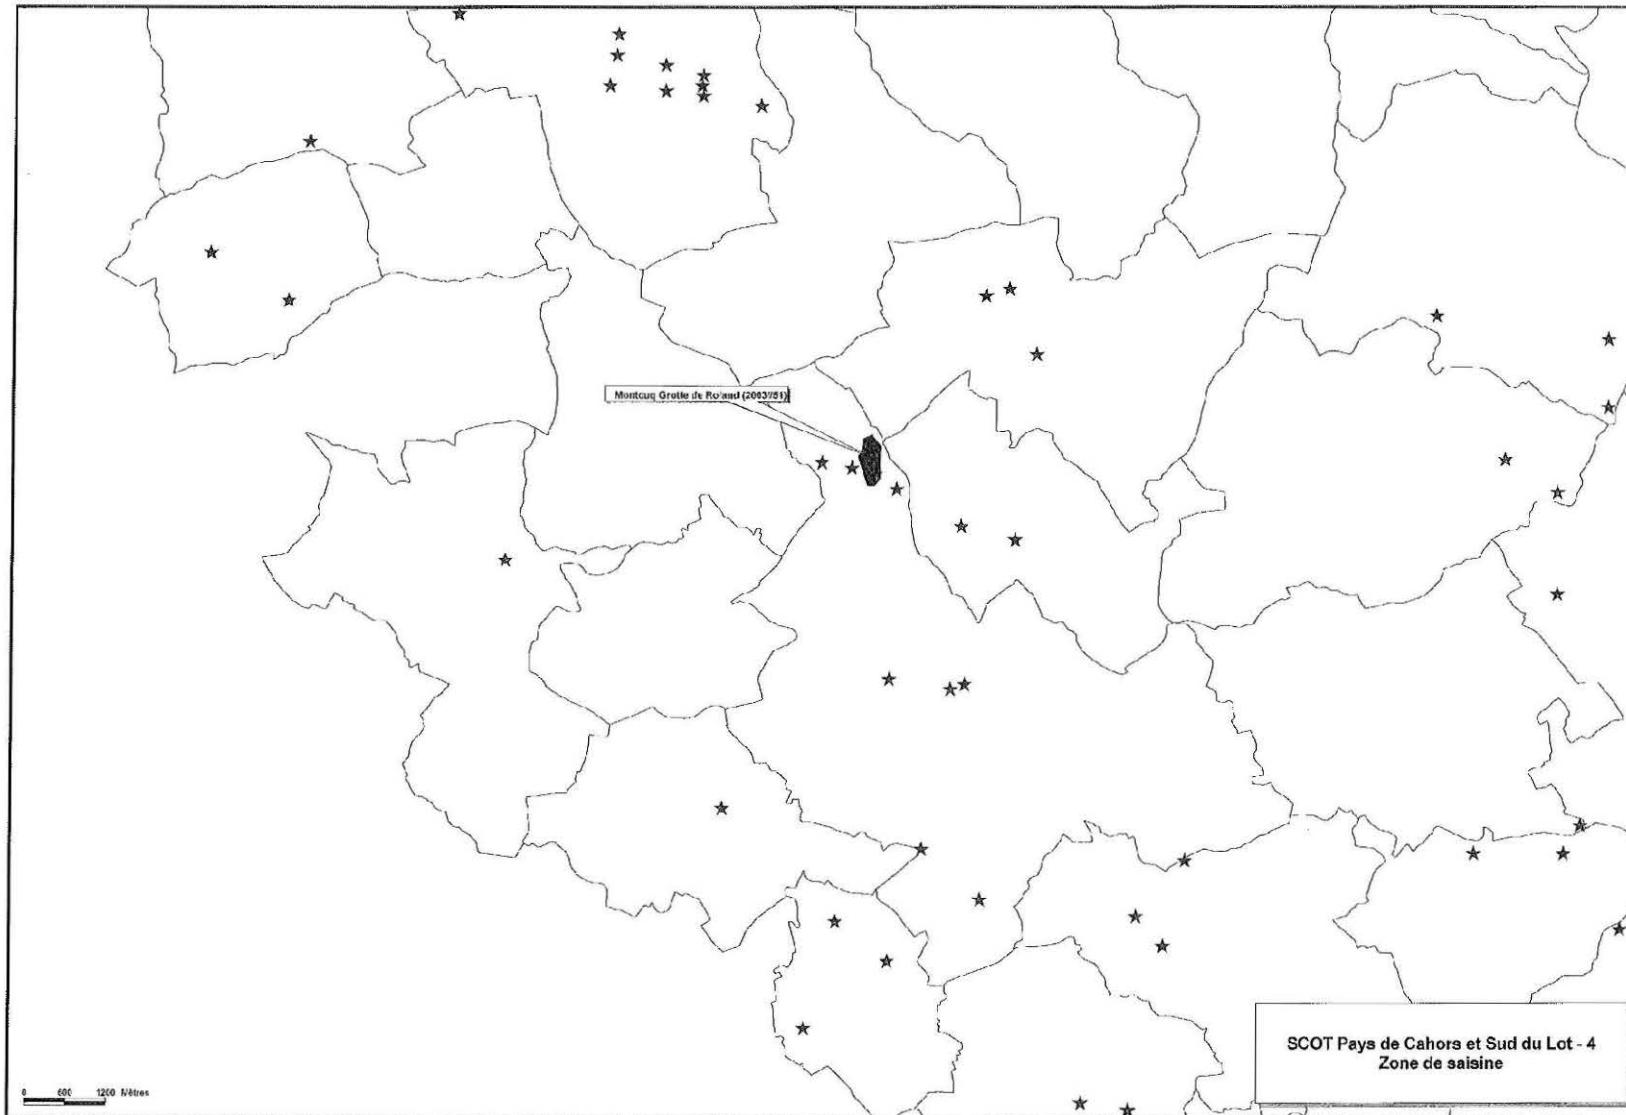 Montcuq Grotte de Roland (2003/751)
SCOT Pays de Cahors et Sud du Lot - 4
Zone de saisine
0 600 1200 Mètres